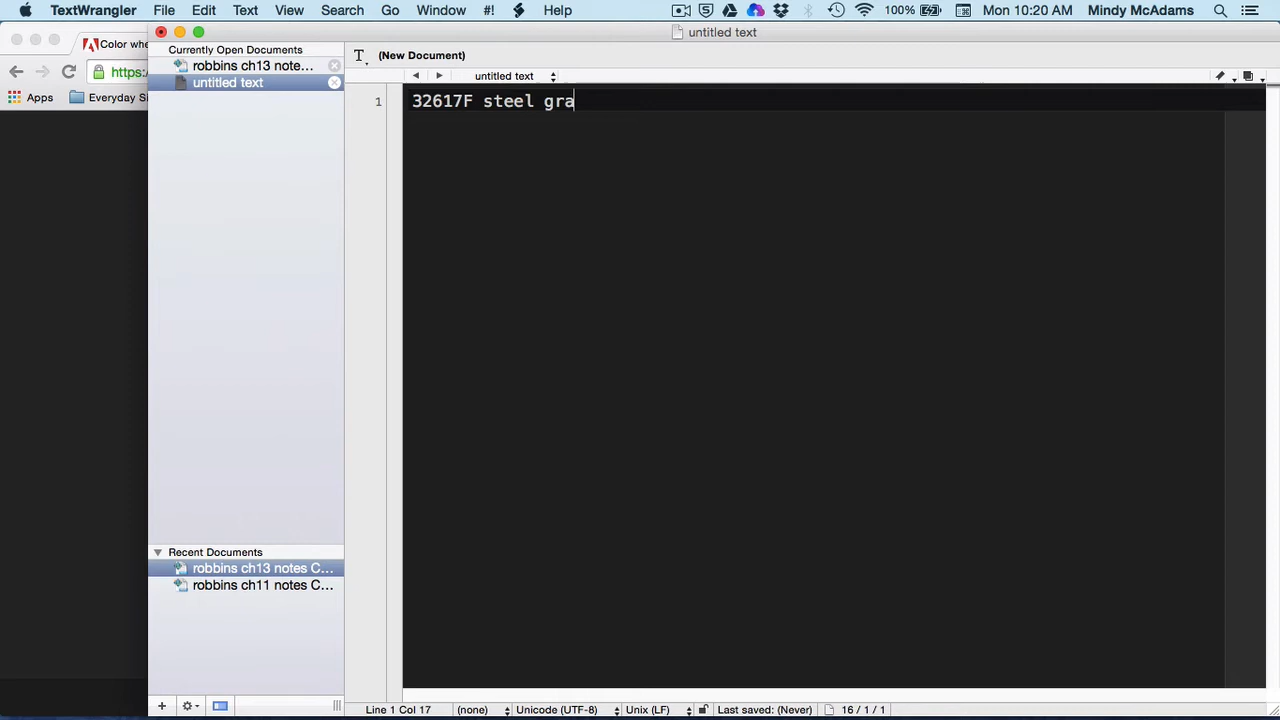 TextWrangler File Edit Text View Search Go Window #! Help 100% Mon 10:20 AM Mindy McAdams
Color whe
untitled text
Currently Open Documents
(New Document)
robbins ch13 note...
https:/
untitled text
untitled text
Apps Everyday S
1 32617F steel gra
Recent Documents
robbins ch13 notes C...
robbins ch11 notes C...
Line 1 Col 17 (none) Unicode (UTF-8) Unix (LF) Last saved: (Never) 16 / 1 / 1